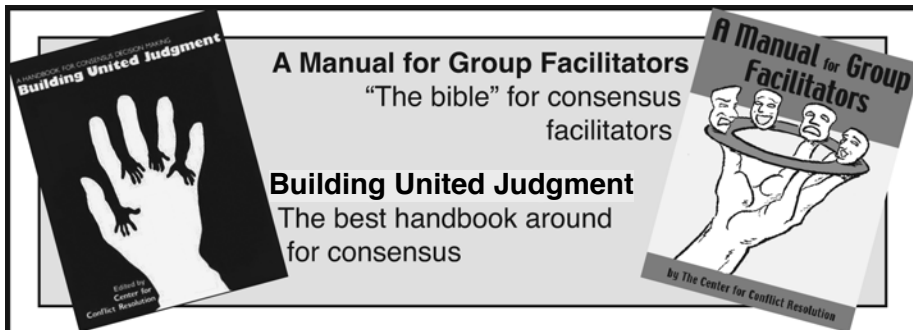 A HANDBOOK FOR CONSENSUS DECISION MAKING
Building United Judgment
Edited by
Center for
Conflict Resolution
A Manual for Group Facilitators
“The bible” for consensus
facilitators
Building United Judgment
The best handbook around
for consensus
A Manual for Group
Facilitators
by The Center for Conflict Resolution